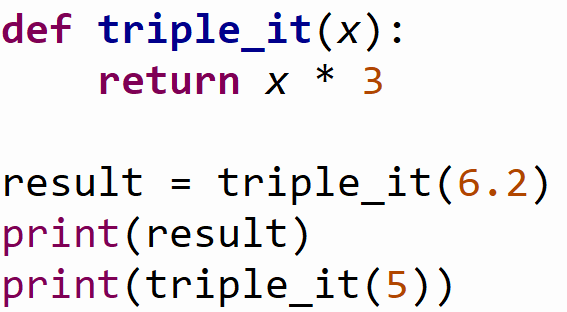 def triple_it(x):
    return x * 3
result = triple_it(6.2)
print(result)
print(triple_it(5))